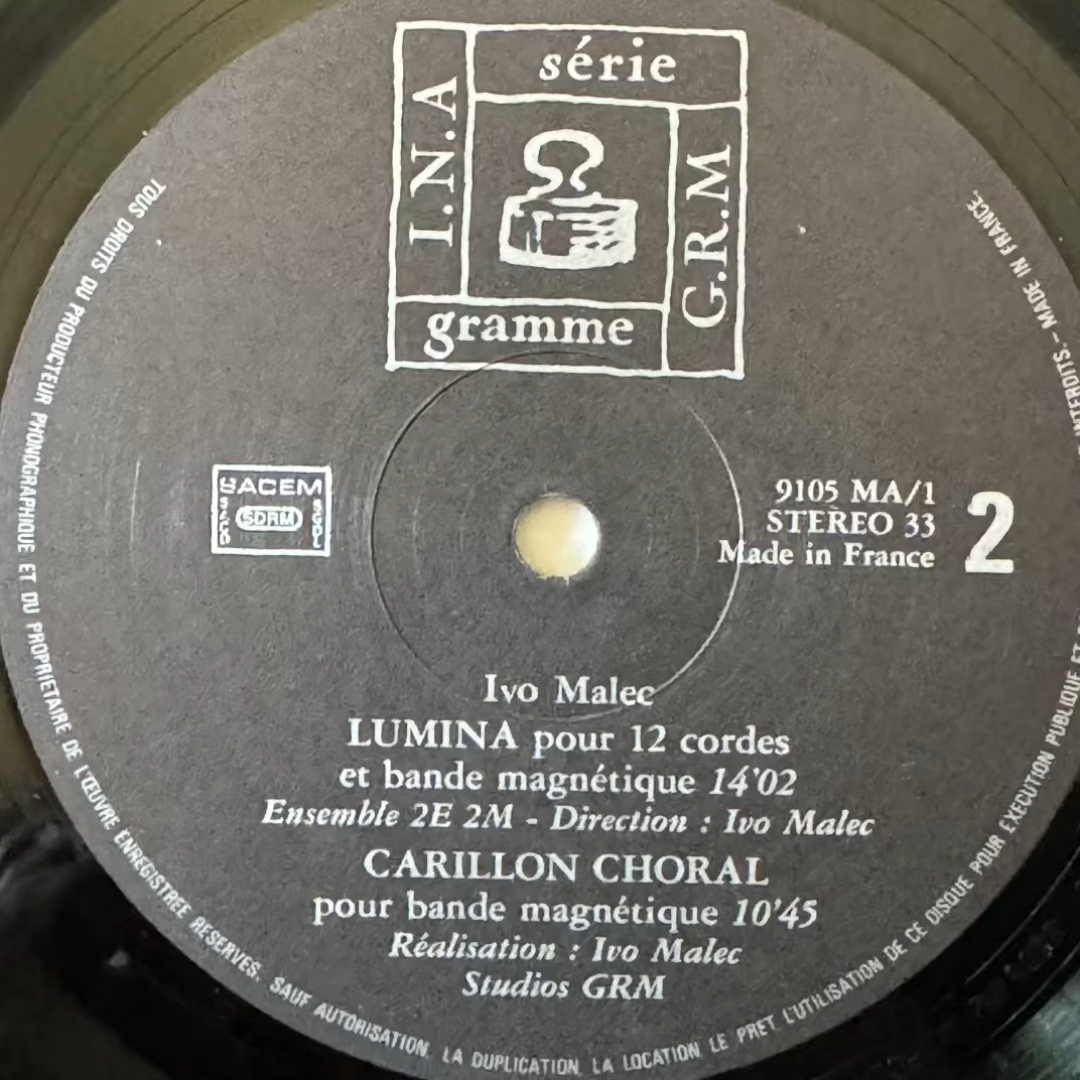 série
I.N.A
G.R.M
gramme
SACEM
SACD
SDRM
SGDL
9105 MA/1
STEREO 33
Made in France
2
Ivo Malec
LUMINA pour 12 cordes
et bande magnétique 14'02
Ensemble 2E 2M - Direction : Ivo Malec
CARILLON CHORAL
pour bande magnétique 10'45
Réalisation : Ivo Malec
Studios GRM
TOUS DROITS DU PRODUCTEUR PHONOGRAPHIQUE ET DU PROPRIETAIRE DE L'ŒUVRE ENREGISTREE RESERVES. SAUF AUTORISATION, LA DUPLICATION, LA LOCATION, LE PRET, L'UTILISATION DE CE DISQUE POUR EXECUTION PUBLIQUE ET INTERDITS. - MADE IN FRANCE.